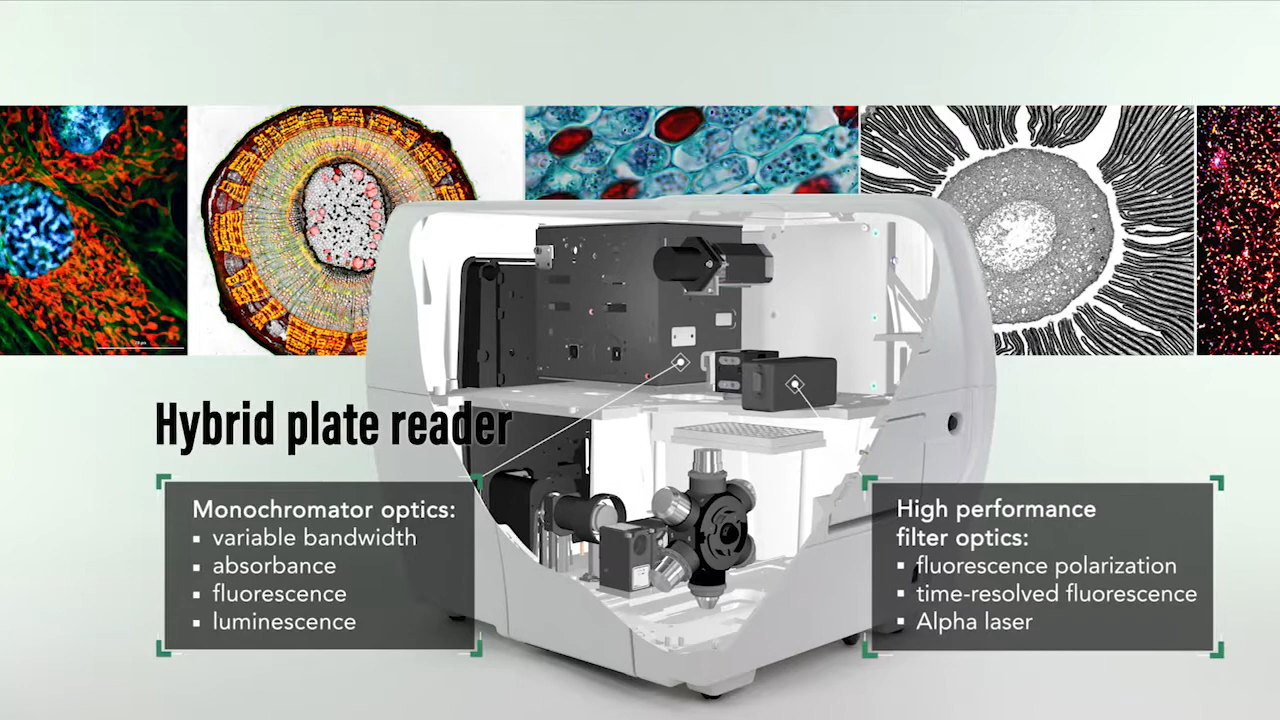 Hybrid plate reader
Monochromator optics:
▪ variable bandwidth
▪ absorbance
▪ fluorescence
▪ luminescence
High performance
filter optics:
▪ fluorescence polarization
▪ time-resolved fluorescence
▪ Alpha laser